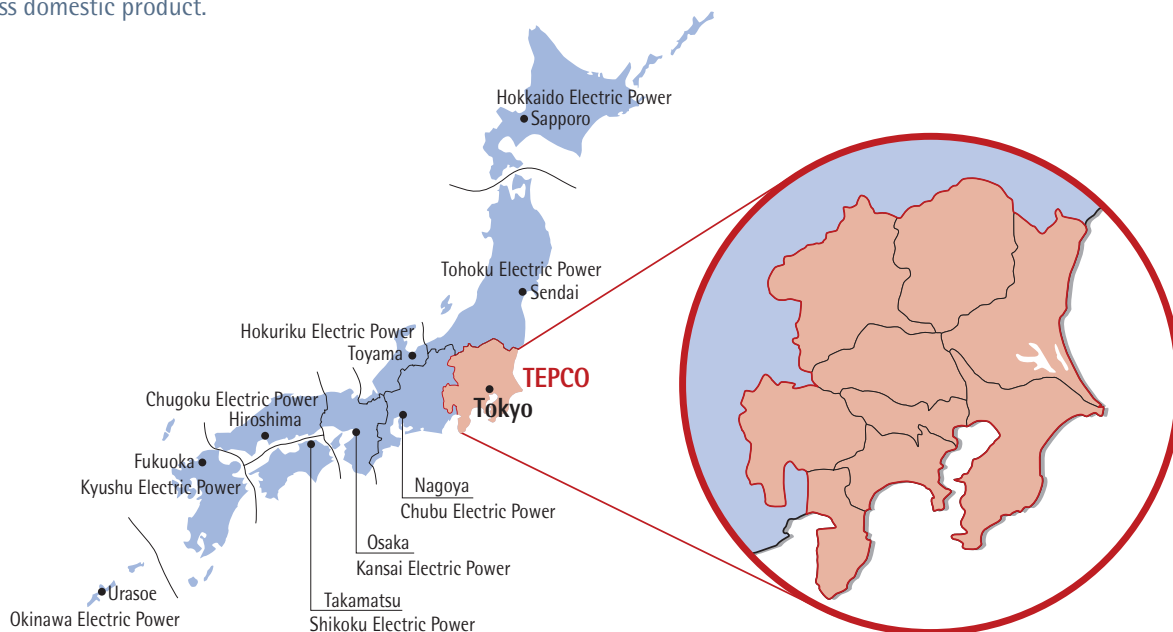 ss domestic product.
Hokkaido Electric Power
Sapporo
Tohoku Electric Power
Sendai
Hokuriku Electric Power
Toyama
TEPCO
Tokyo
Chugoku Electric Power
Hiroshima
Fukuoka
Kyushu Electric Power
Nagoya
Chubu Electric Power
Osaka
Kansai Electric Power
Urasoe
Okinawa Electric Power
Takamatsu
Shikoku Electric Power